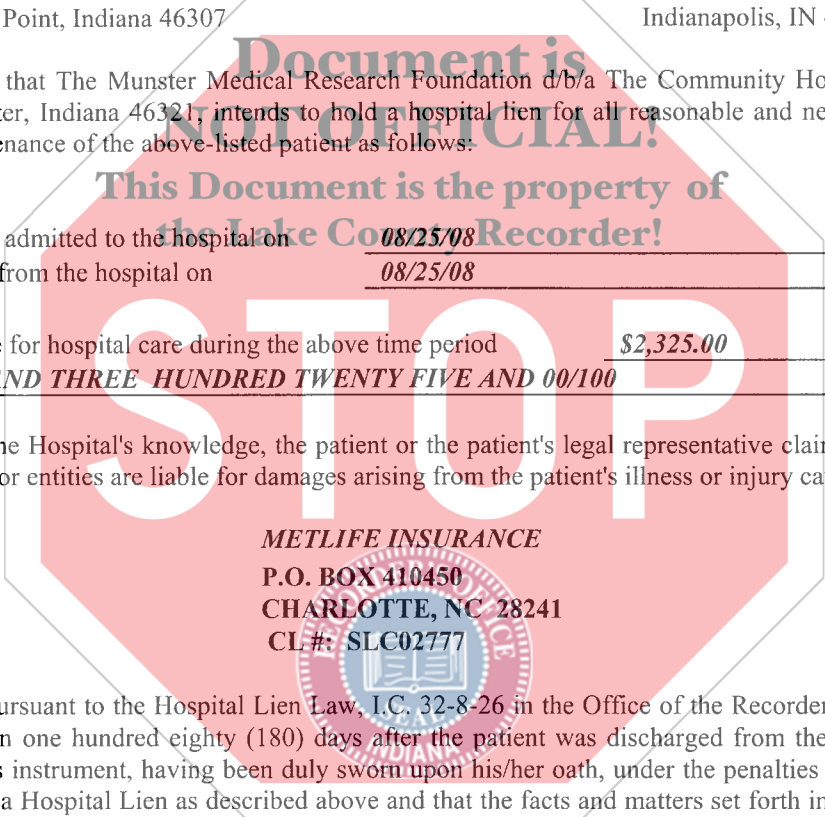 Point, Indiana 46307 Indianapolis, IN
Document is
that The Munster Medical Research Foundation d/b/a The Community Ho
ter, Indiana 46321, intends to hold a hospital lien for all reasonable and ne
NOT OFFICIAL!
enance of the above-listed patient as follows:
This Document is the property of
the Lake County Recorder!
admitted to the hospital on 08/25/08
from the hospital on 08/25/08
STOP
e for hospital care during the above time period $2,325.00
ND THREE HUNDRED TWENTY FIVE AND 00/100
he Hospital's knowledge, the patient or the patient's legal representative clai
or entities are liable for damages arising from the patient's illness or injury ca
METLIFE INSURANCE
P.O. BOX 410450
CHARLOTTE, NC 28241
CL #: SLC02777
RECORDER'S OFFICE
SEAL
INDIANA
ursuant to the Hospital Lien Law, I.C. 32-8-26 in the Office of the Recorder
n one hundred eighty (180) days after the patient was discharged from the
s instrument, having been duly sworn upon his/her oath, under the penalties
a Hospital Lien as described above and that the facts and matters set forth in